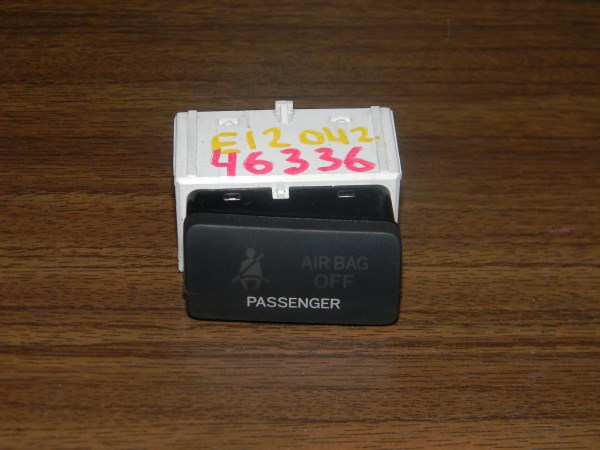 E12 042.
46336
AIR BAG
OFF
PASSENGER